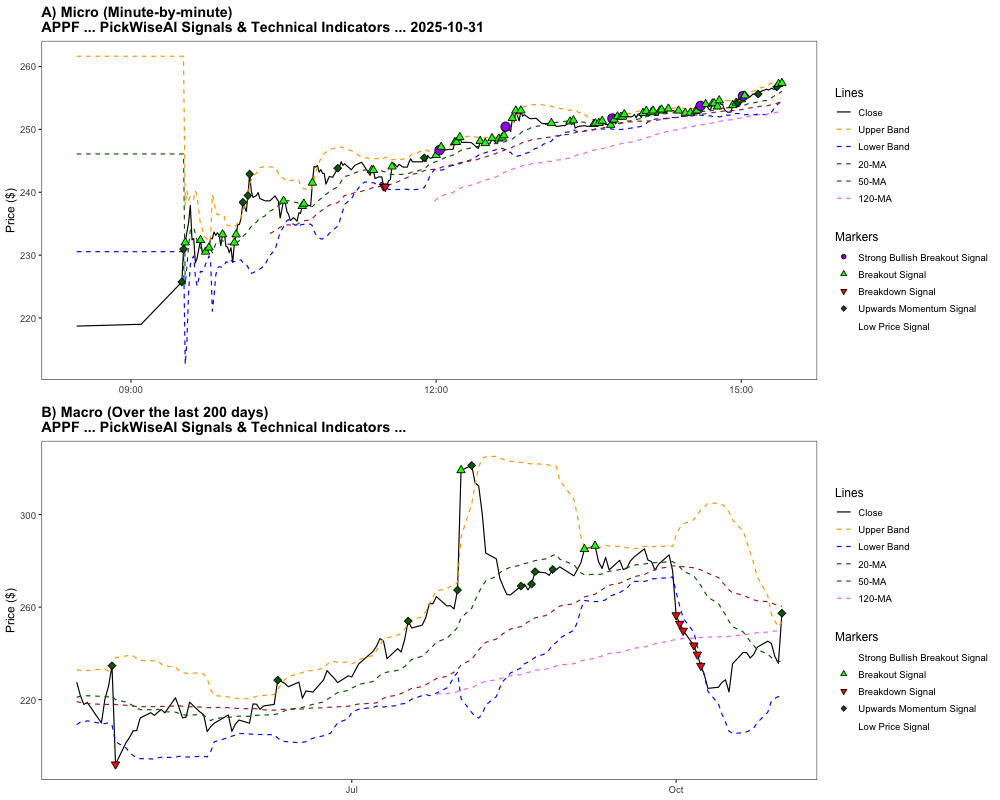 A) Micro (Minute-by-minute)
APPF ... PickWiseAI Signals & Technical Indicators ... 2025-10-31
Price ($)
260
250
240
230
220
09:00
12:00
15:00
Lines
Close
Upper Band
Lower Band
20-MA
50-MA
120-MA
Markers
Strong Bullish Breakout Signal
Breakout Signal
Breakdown Signal
Upwards Momentum Signal
Low Price Signal
B) Macro (Over the last 200 days)
APPF ... PickWiseAI Signals & Technical Indicators ...
Price ($)
300
260
220
Jul
Oct
Lines
Close
Upper Band
Lower Band
20-MA
50-MA
120-MA
Markers
Strong Bullish Breakout Signal
Breakout Signal
Breakdown Signal
Upwards Momentum Signal
Low Price Signal